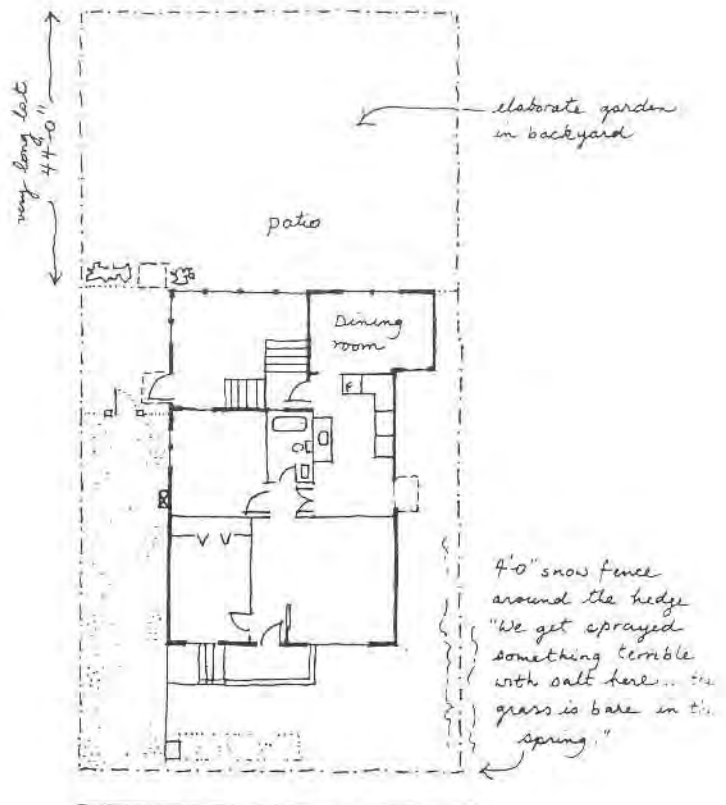 very long lot
44'-0"
elaborate garden
in backyard
patio
Dining
room
4'0" snow fence
around the hedge
"We get sprayed
something terrible
with salt here... the
grass is bare in the
spring."